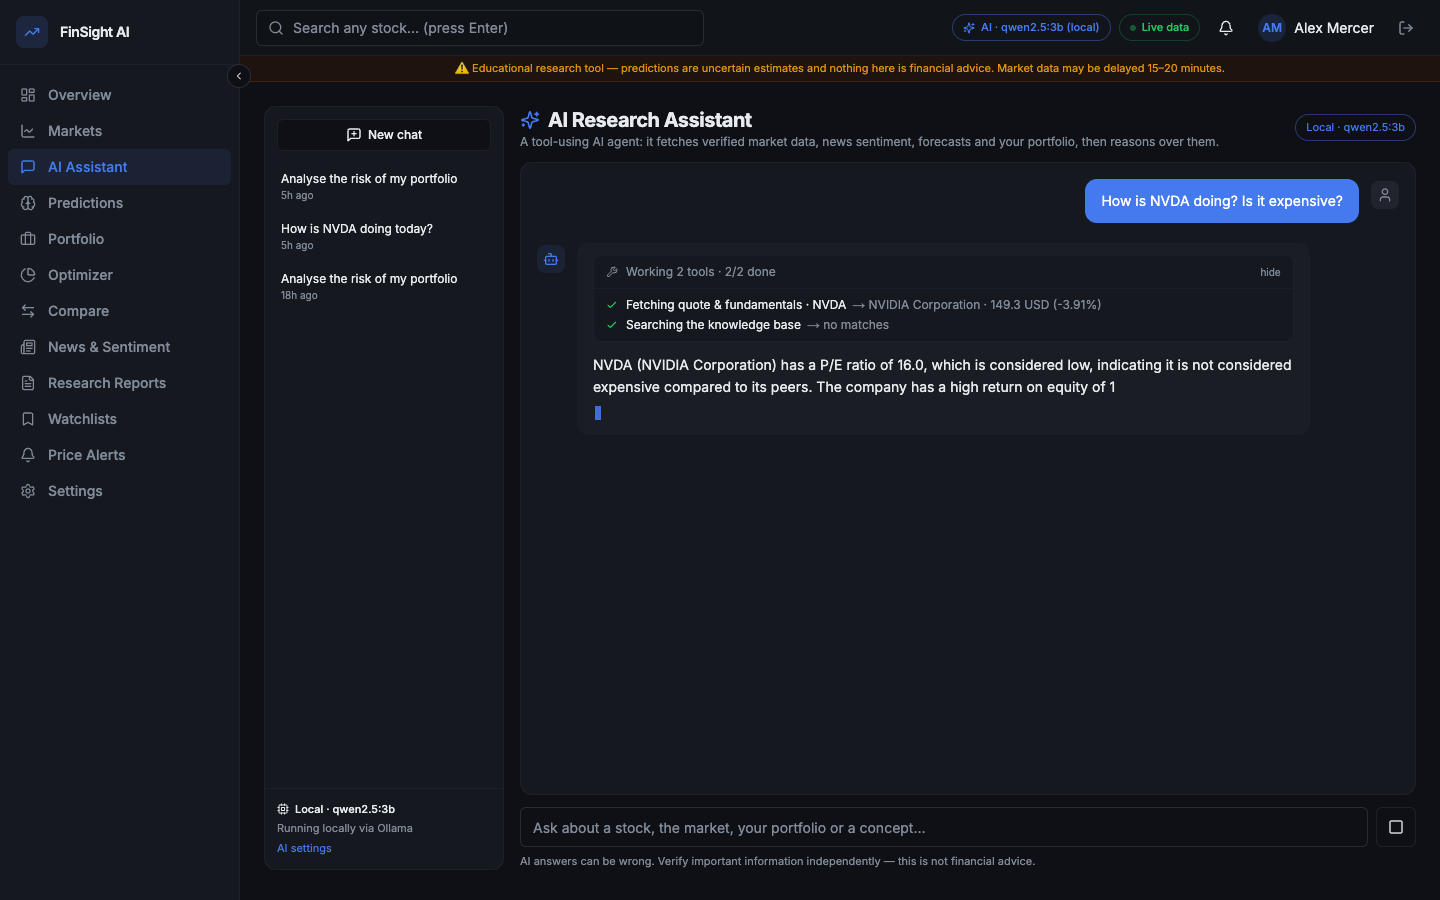 FinSight AI
Search any stock... (press Enter)
AI · qwen2.5:3b (local)
Live data
AM
Alex Mercer
⚠️ Educational research tool — predictions are uncertain estimates and nothing here is financial advice. Market data may be delayed 15–20 minutes.
Overview
Markets
AI Assistant
Predictions
Portfolio
Optimizer
Compare
News & Sentiment
Research Reports
Watchlists
Price Alerts
Settings
New chat
Analyse the risk of my portfolio
5h ago
How is NVDA doing today?
5h ago
Analyse the risk of my portfolio
18h ago
Local · qwen2.5:3b
Running locally via Ollama
AI settings
AI Research Assistant
A tool-using AI agent: it fetches verified market data, news sentiment, forecasts and your portfolio, then reasons over them.
Local · qwen2.5:3b
How is NVDA doing? Is it expensive?
Working 2 tools · 2/2 done
hide
Fetching quote & fundamentals · NVDA → NVIDIA Corporation · 149.3 USD (-3.91%)
Searching the knowledge base → no matches
NVDA (NVIDIA Corporation) has a P/E ratio of 16.0, which is considered low, indicating it is not considered
expensive compared to its peers. The company has a high return on equity of 1
Ask about a stock, the market, your portfolio or a concept...
AI answers can be wrong. Verify important information independently — this is not financial advice.